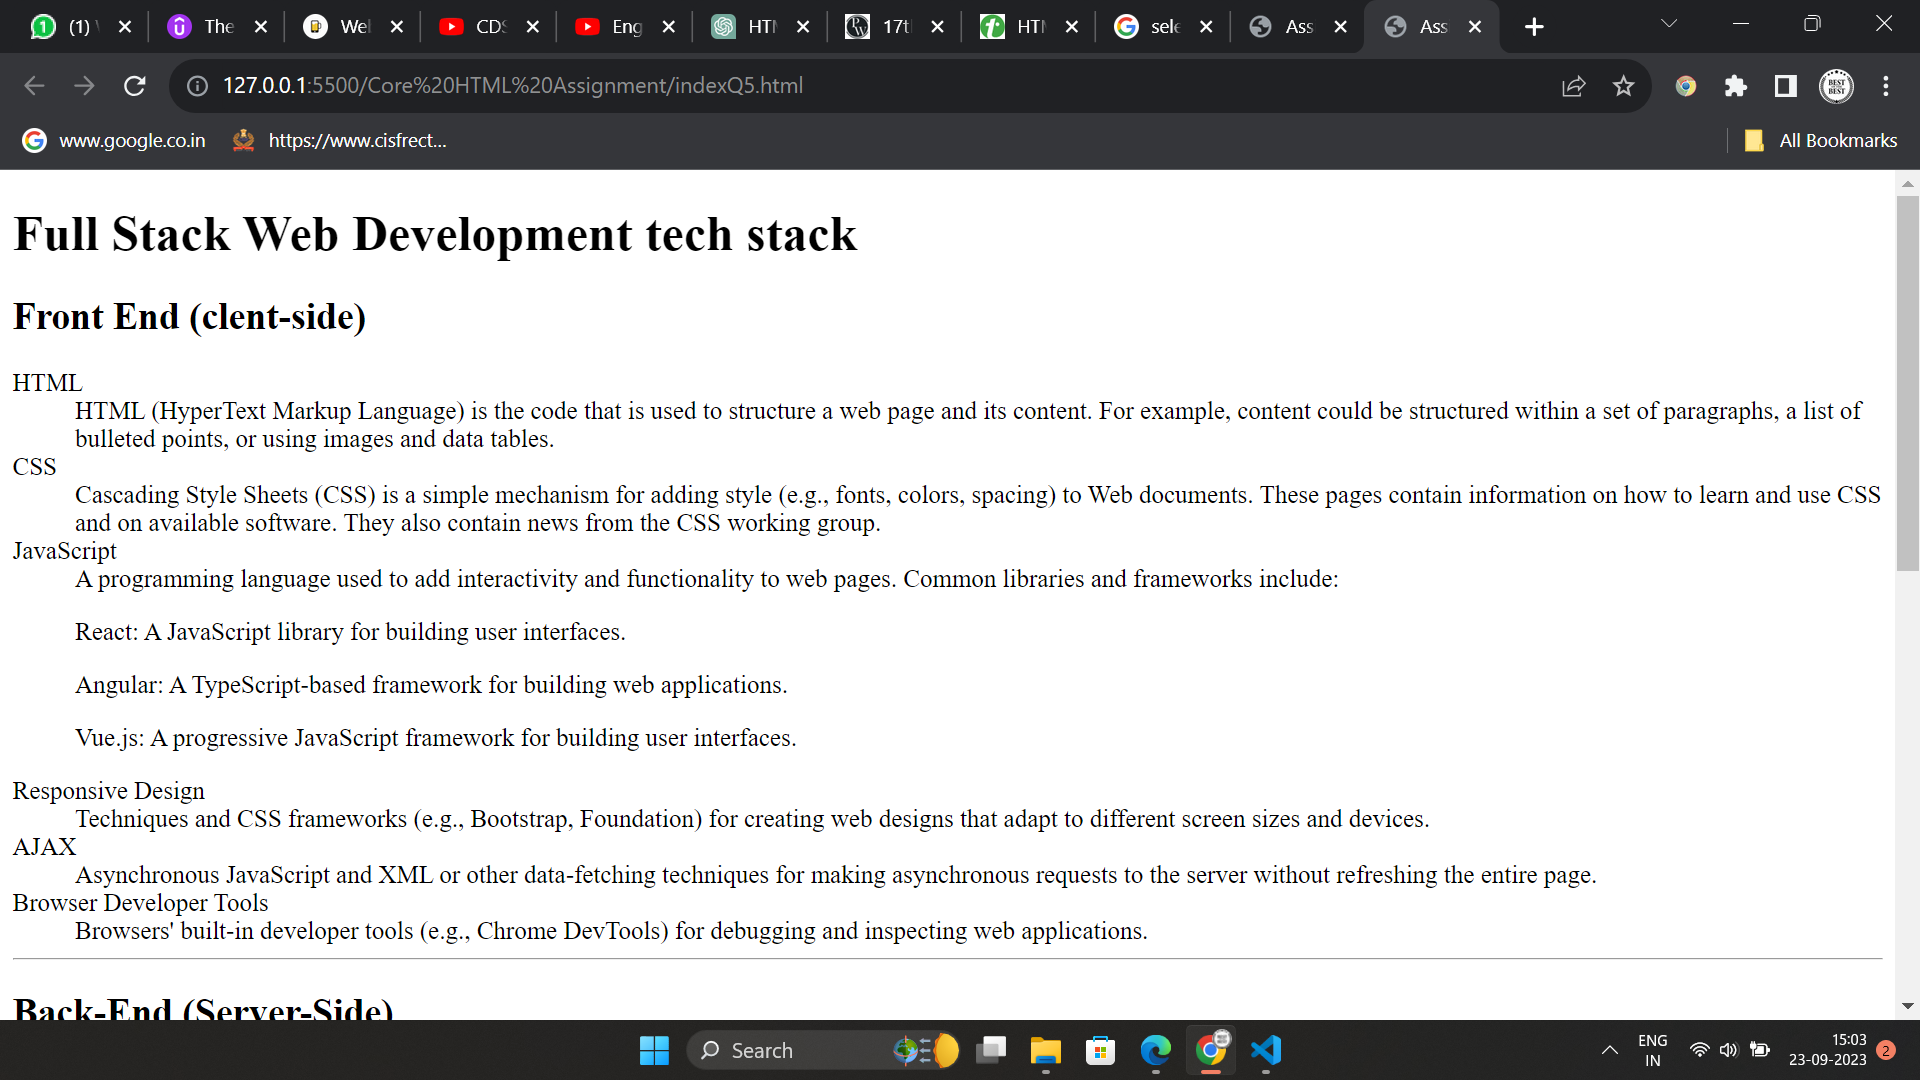 (1)
The
Wel
CDS
Eng
HTM
17th
HTM
sele
Ass
Ass
127.0.0.1:5500/Core%20HTML%20Assignment/indexQ5.html
www.google.co.in
https://www.cisfrect...
All Bookmarks
Full Stack Web Development tech stack
Front End (clent-side)
HTML
HTML (HyperText Markup Language) is the code that is used to structure a web page and its content. For example, content could be structured within a set of paragraphs, a list of
bulleted points, or using images and data tables.
CSS
Cascading Style Sheets (CSS) is a simple mechanism for adding style (e.g., fonts, colors, spacing) to Web documents. These pages contain information on how to learn and use CSS
and on available software. They also contain news from the CSS working group.
JavaScript
A programming language used to add interactivity and functionality to web pages. Common libraries and frameworks include:
React: A JavaScript library for building user interfaces.
Angular: A TypeScript-based framework for building web applications.
Vue.js: A progressive JavaScript framework for building user interfaces.
Responsive Design
Techniques and CSS frameworks (e.g., Bootstrap, Foundation) for creating web designs that adapt to different screen sizes and devices.
AJAX
Asynchronous JavaScript and XML or other data-fetching techniques for making asynchronous requests to the server without refreshing the entire page.
Browser Developer Tools
Browsers' built-in developer tools (e.g., Chrome DevTools) for debugging and inspecting web applications.
Back-End (Server-Side)
Search
ENG
IN
15:03
23-09-2023
2